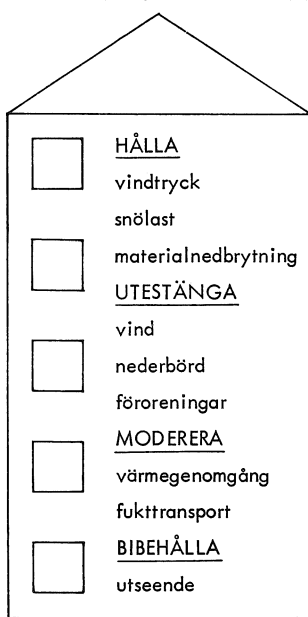 HÅLLA
vindtryck
snölast
materialnedbrytning
UTESTÄNGA
vind
nederbörd
föroreningar
MODERERA
värmegenomgång
fukttransport
BIBEHÅLLA
utseende